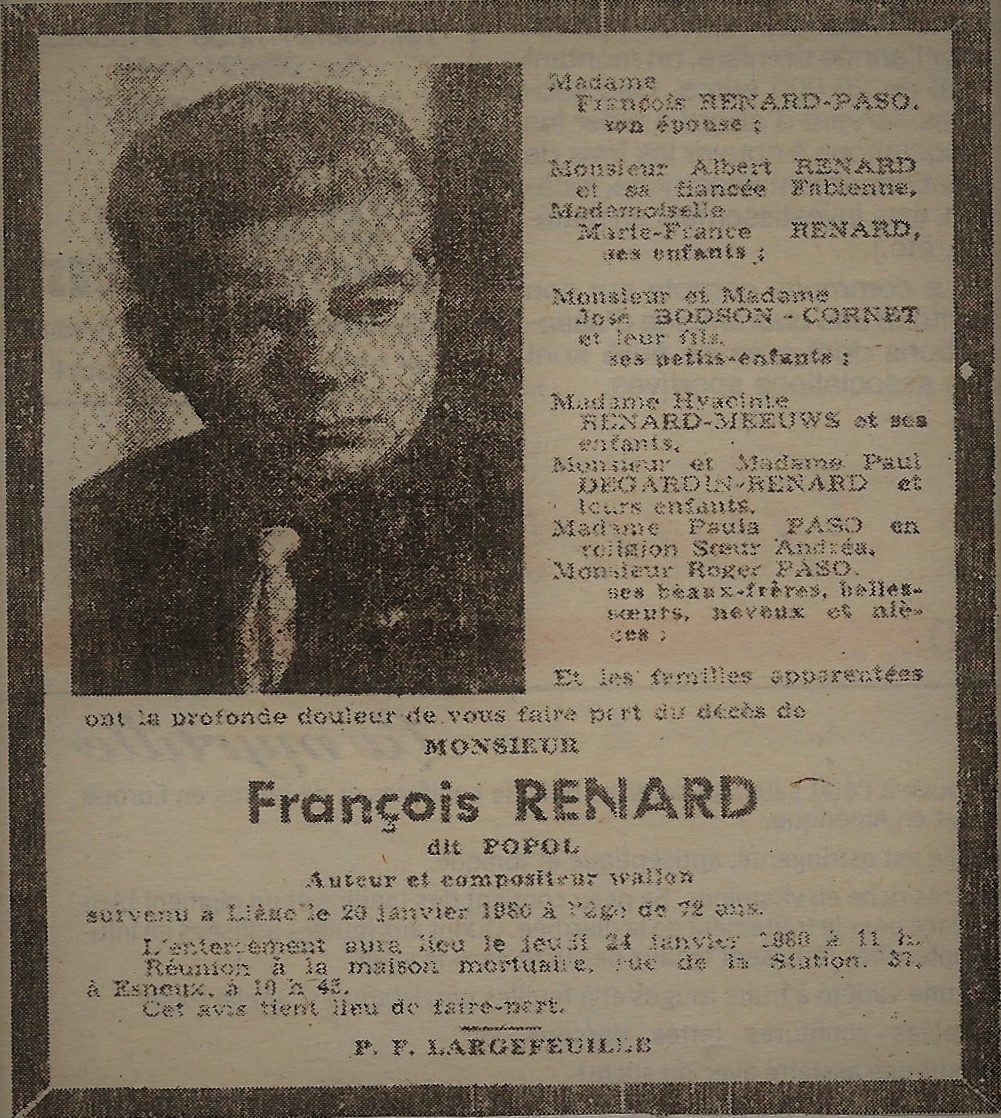 Madame
François RENARD-PASO,
son épouse ;
Monsieur Albert RENARD
et sa fiancée Fabienne,
Mademoiselle
Marie-France RENARD,
ses enfants ;
Monsieur et Madame
José BODSON - CORNET
et leur fils,
ses petits-enfants ;
Madame Hyacinte
RENARD-MEEUWS et ses
enfants,
Monsieur et Madame Paul
DEGARDIN-RENARD et
leurs enfants,
Madame Paula PASO en
religion Sœur Andréa,
Monsieur Roger PASO,
ses beaux-frères, belles-
sœurs, neveux et niè-
ces ;
Et les familles apparentées
ont la profonde douleur de vous faire part du décès de
MONSIEUR
François RENARD
dit POPOL
Auteur et compositeur wallon
survenu à Liège le 20 janvier 1980 à l'âge de 72 ans.
L'enterrement aura lieu le jeudi 24 janvier 1980 à 11 h.
Réunion à la maison mortuaire, rue de la Station, 37,
à Esneux, à 10 h 45.
Cet avis tient lieu de faire-part.
P. F. LARGEFEUILLE